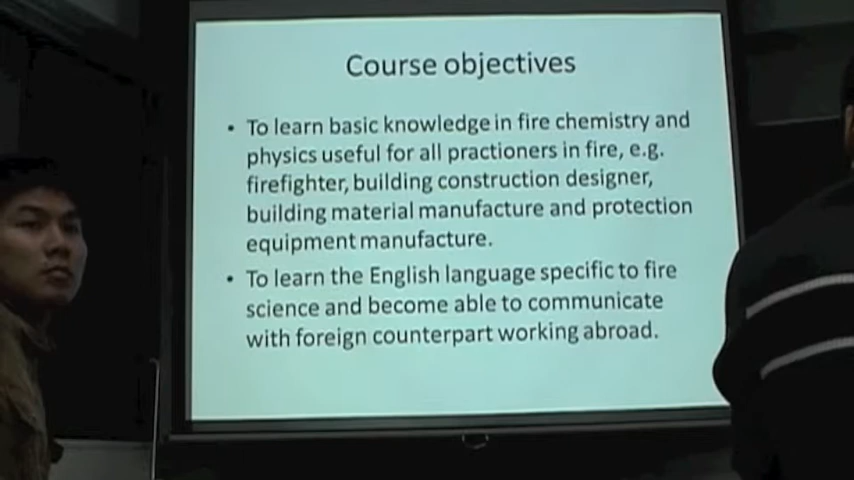 Course objectives
• To learn basic knowledge in fire chemistry and
physics useful for all practioners in fire, e.g.
firefighter, building construction designer,
building material manufacture and protection
equipment manufacture.
• To learn the English language specific to fire
science and become able to communicate
with foreign counterpart working abroad.